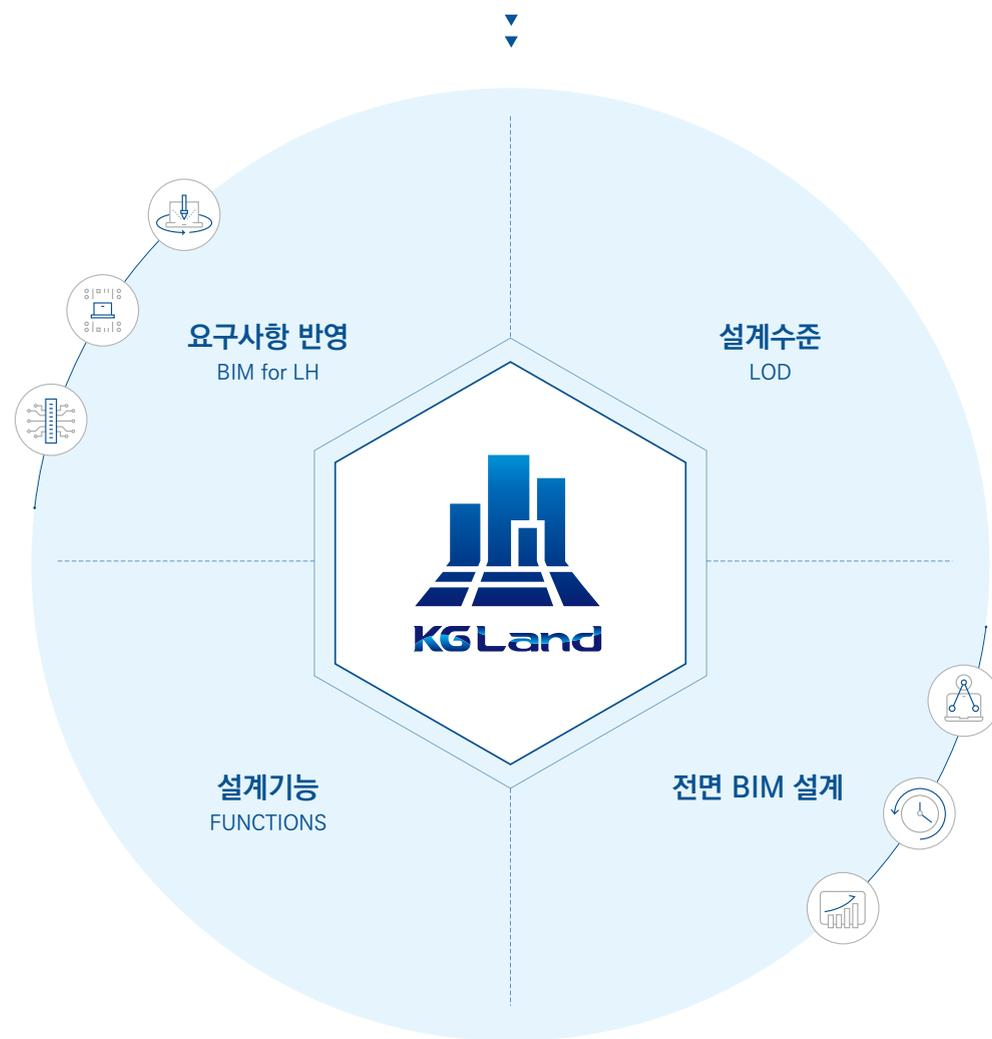 요구사항 반영
BIM for LH
설계수준
LOD
KG Land
설계기능
FUNCTIONS
전면 BIM 설계